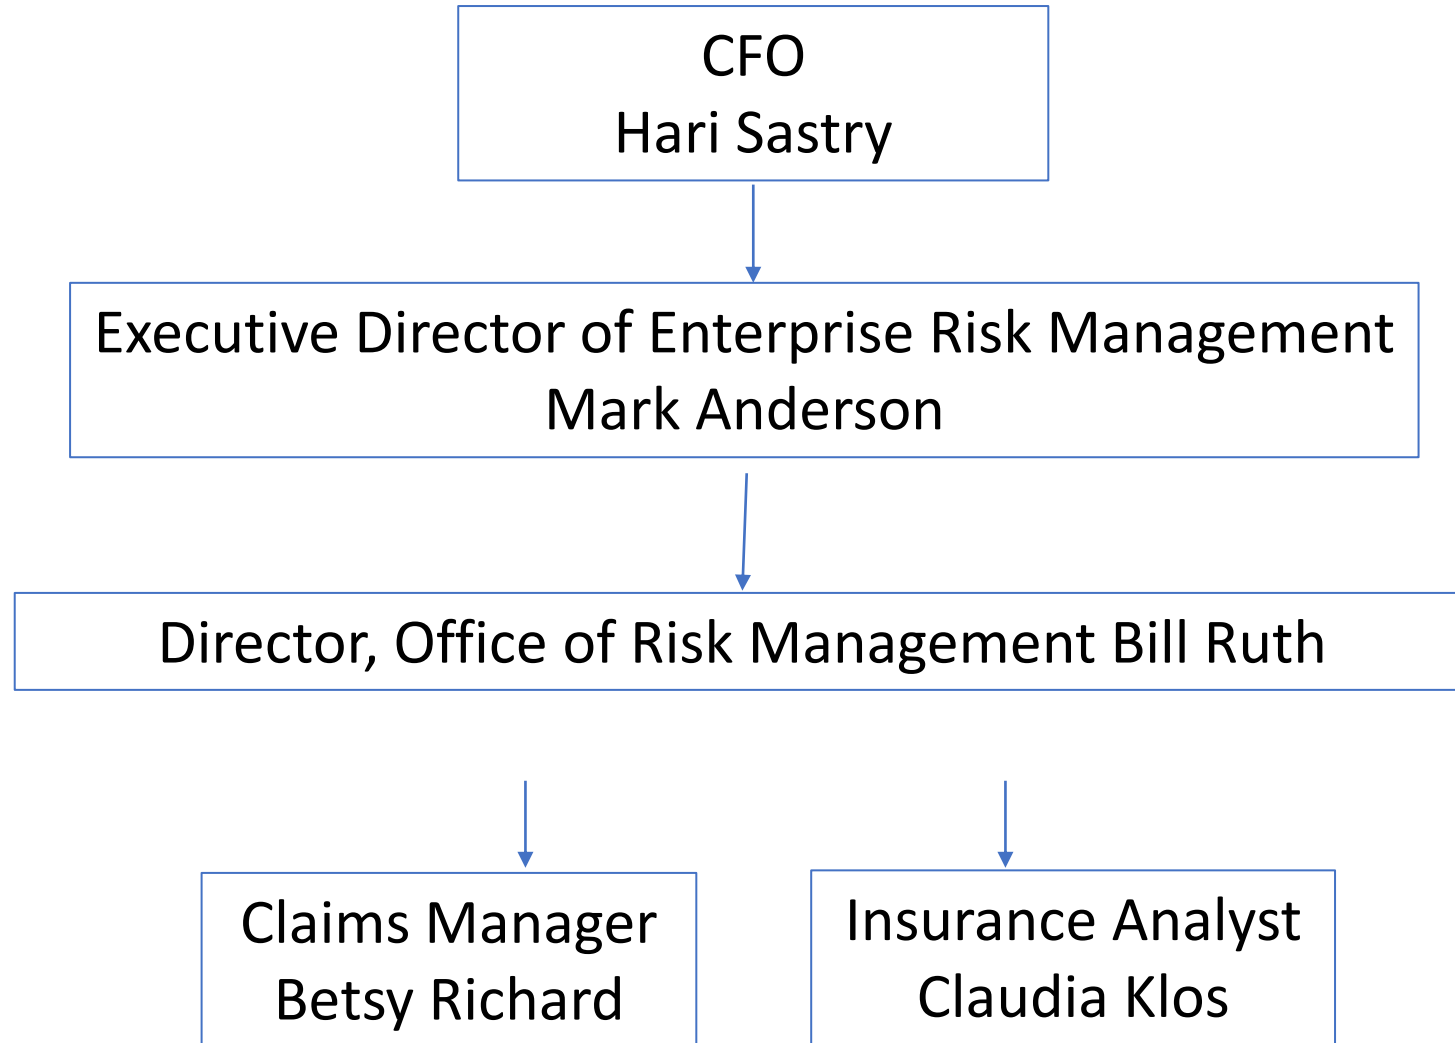 CFO
Hari Sastry
Executive Director of Enterprise Risk Management
Mark Anderson
Director, Office of Risk Management Bill Ruth
Claims Manager
Betsy Richard
Insurance Analyst
Claudia Klos